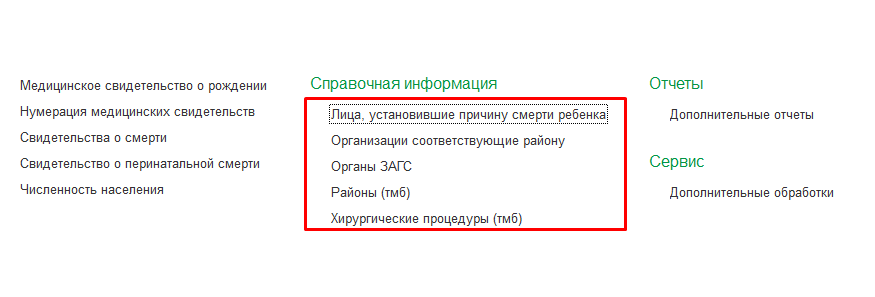 Медицинское свидетельство о рождении
Нумерация медицинских свидетельств
Свидетельства о смерти
Свидетельство о перинатальной смерти
Численность населения
Справочная информация
Лица, установившие причину смерти ребенка
Организации соответствующие району
Органы ЗАГС
Районы (тмб)
Хирургические процедуры (тмб)
Отчеты
Дополнительные отчеты
Сервис
Дополнительные обработки